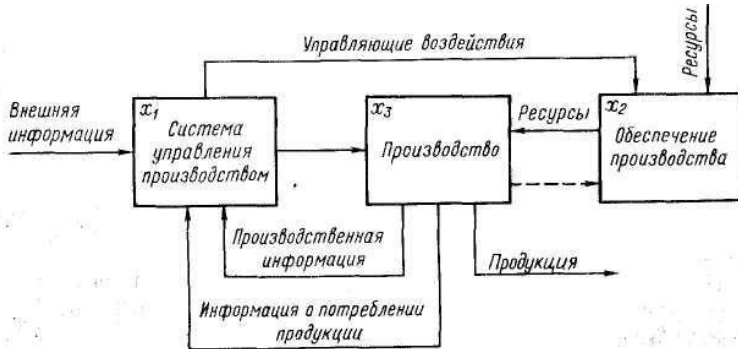 Управляющие воздействия
Ресурсы
Внешняя
информация
x1
Система
управления
производством
x3
Производство
Ресурсы
x2
Обеспечение
производства
Производственная
информация
Продукция
Информация о потреблении
продукции